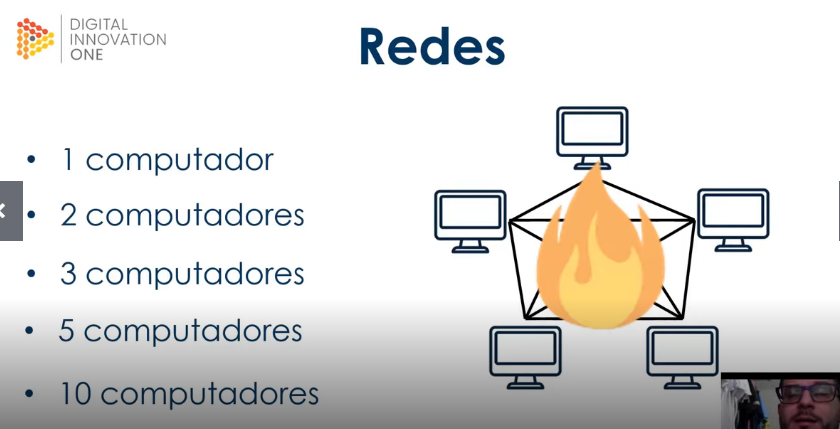 DIGITAL
INNOVATION
ONE
Redes
• 1 computador
• 2 computadores
• 3 computadores
• 5 computadores
• 10 computadores